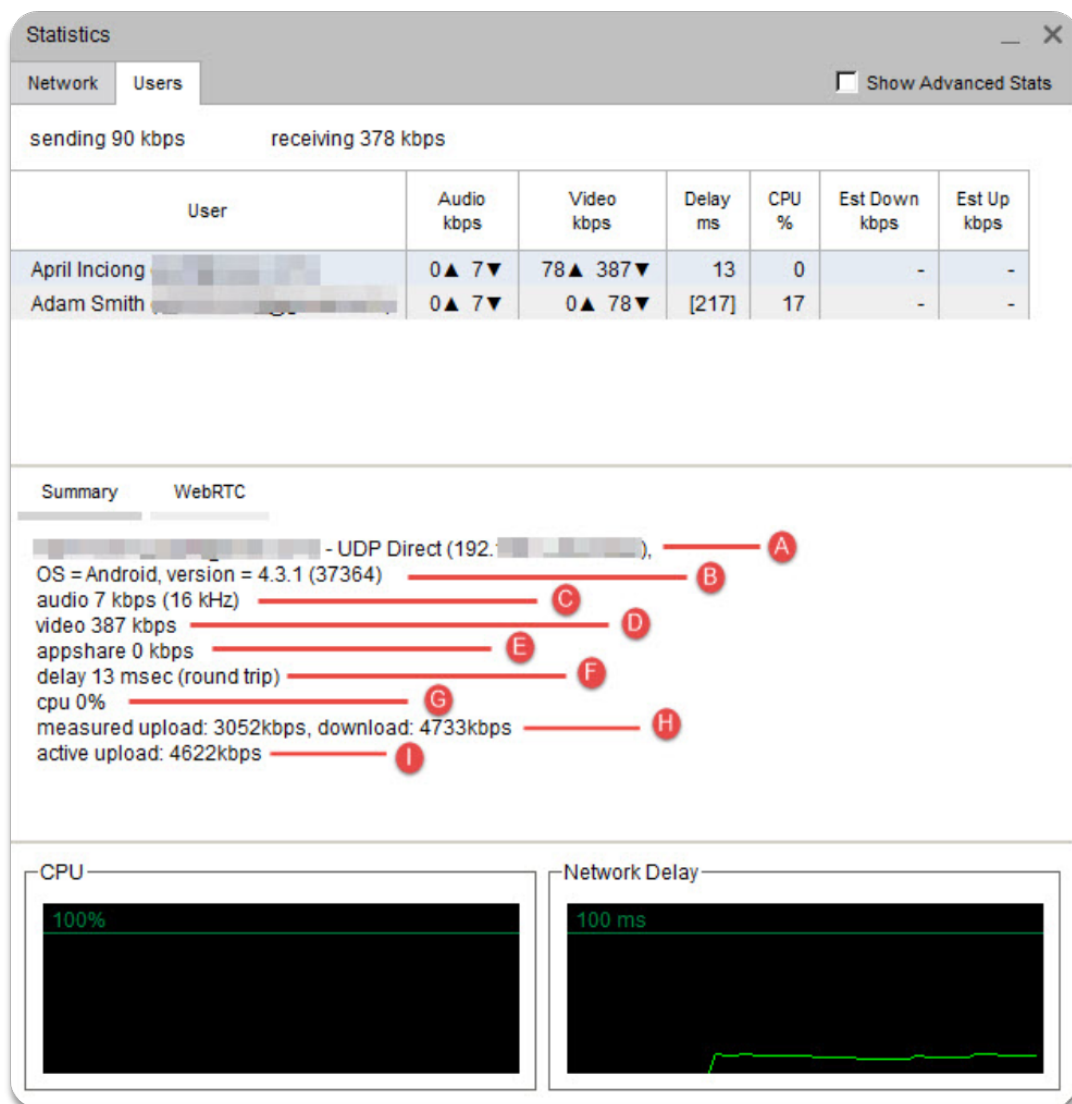 Statistics
Network Users Show Advanced Stats
sending 90 kbps receiving 378 kbps
User Audio kbps Video kbps Delay ms CPU % Est Down kbps Est Up kbps
April Inciong 0▲ 7▼ 78▲ 387▼ 13 0 - -
Adam Smith ( 0▲ 7▼ 0▲ 78▼ [217] 17 - -
Summary WebRTC
- UDP Direct (192. ), A
OS = Android, version = 4.3.1 (37364) B
audio 7 kbps (16 kHz) C
video 387 kbps D
appshare 0 kbps E
delay 13 msec (round trip) F
cpu 0% G
measured upload: 3052kbps, download: 4733kbps H
active upload: 4622kbps I
CPU Network Delay
100% 100 ms